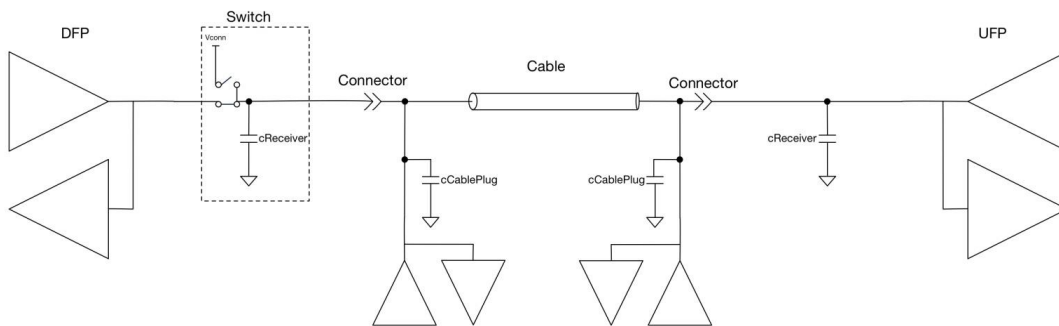 Switch
DFP
UFP
Vconn
Connector
Cable
Connector
cReceiver
cReceiver
cCablePlug
cCablePlug